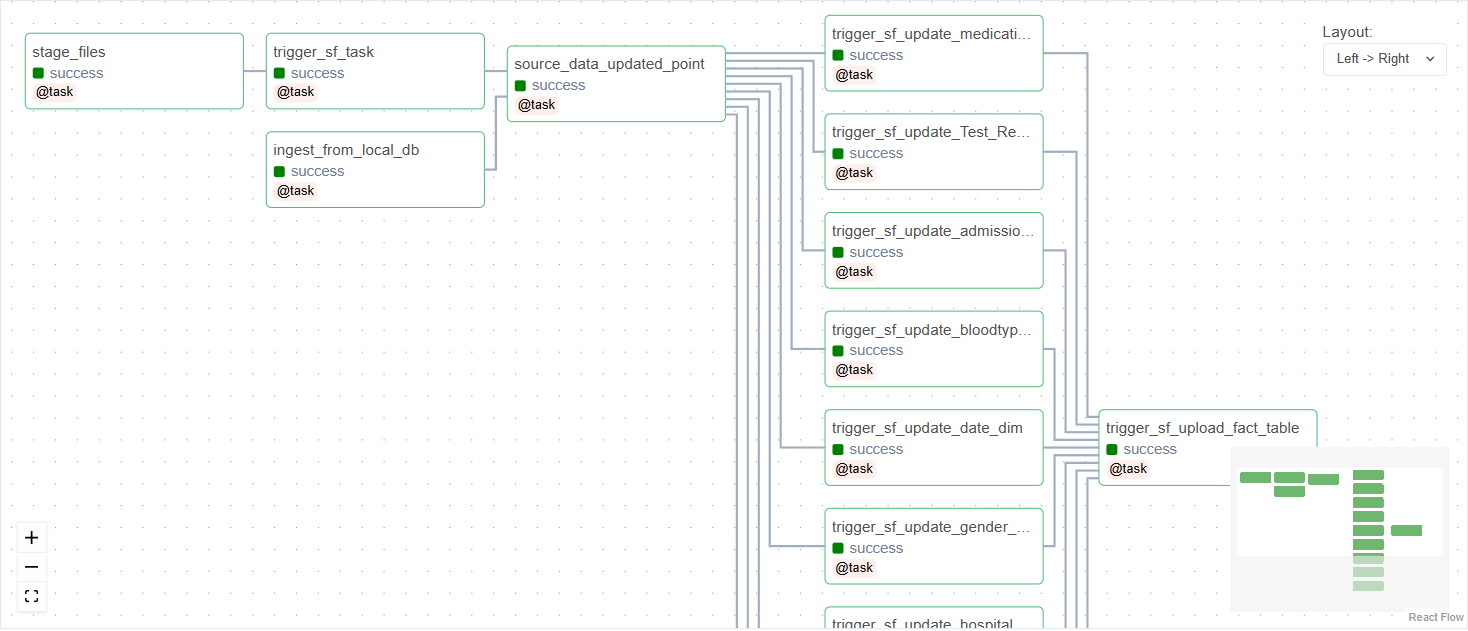 stage_files
success
@task
trigger_sf_task
success
@task
ingest_from_local_db
success
@task
source_data_updated_point
success
@task
trigger_sf_update_medicati...
success
@task
trigger_sf_update_Test_Re...
success
@task
trigger_sf_update_admissio...
success
@task
trigger_sf_update_bloodtyp...
success
@task
trigger_sf_update_date_dim
success
@task
trigger_sf_update_gender_...
success
@task
trigger_sf_update_hospital
trigger_sf_upload_fact_table
success
@task
Layout:
Left -> Right
React Flow